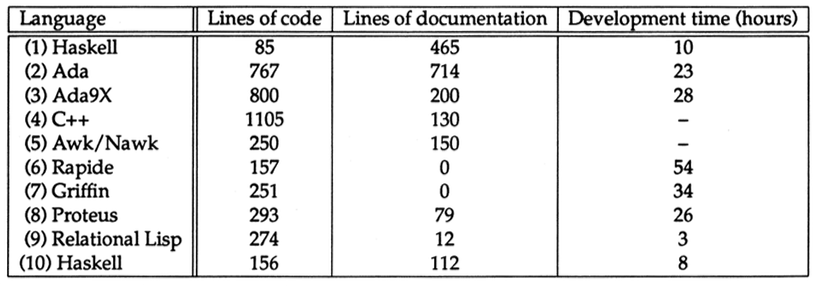 Language Lines of code Lines of documentation Development time (hours)
(1) Haskell 85 465 10
(2) Ada 767 714 23
(3) Ada9X 800 200 28
(4) C++ 1105 130 –
(5) Awk/Nawk 250 150 –
(6) Rapide 157 0 54
(7) Griffin 251 0 34
(8) Proteus 293 79 26
(9) Relational Lisp 274 12 3
(10) Haskell 156 112 8